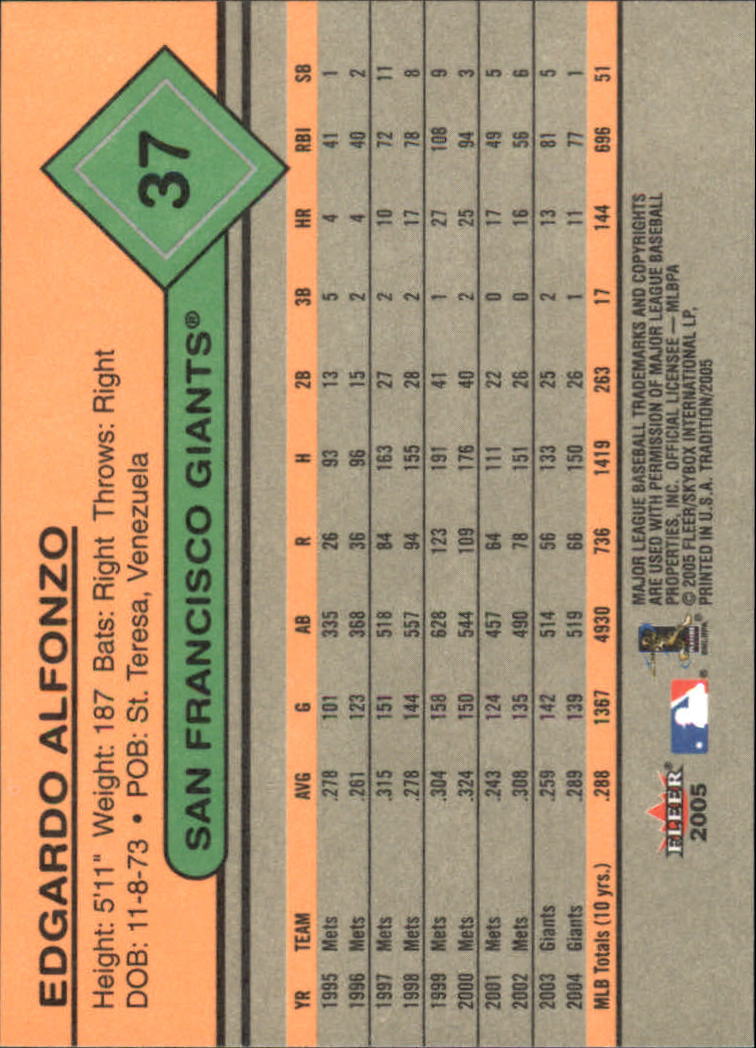 EDGARDO ALFONZO
Height: 5'11" Weight: 187 Bats: Right Throws: Right
DOB: 11-8-73 • POB: St. Teresa, Venezuela
37
SAN FRANCISCO GIANTS®
YR TEAM AVG G AB R H 2B 3B HR RBI SB
1995 Mets .278 101 335 26 93 13 5 4 41 1
1996 Mets .261 123 368 36 96 15 2 4 40 2
1997 Mets .315 151 518 84 163 27 2 10 72 11
1998 Mets .278 144 557 94 155 28 2 17 78 8
1999 Mets .304 158 628 123 191 41 1 27 108 9
2000 Mets .324 150 544 109 176 40 2 25 94 3
2001 Mets .243 124 457 64 111 22 0 17 49 5
2002 Mets .308 135 490 78 151 26 0 16 56 6
2003 Giants .259 142 514 56 133 25 2 13 81 5
2004 Giants .289 139 519 66 150 26 1 11 77 1
MLB Totals (10 yrs.) .288 1367 4930 736 1419 263 17 144 696 51
FLEER®
2005
MAJOR LEAGUE BASEBALL TRADEMARKS AND COPYRIGHTS
ARE USED WITH PERMISSION OF MAJOR LEAGUE BASEBALL
PROPERTIES, INC. OFFICIAL LICENSEE — MLBPA
© 2005 FLEER/SKYBOX INTERNATIONAL LP,
PRINTED IN U.S.A. TRADITION/2005